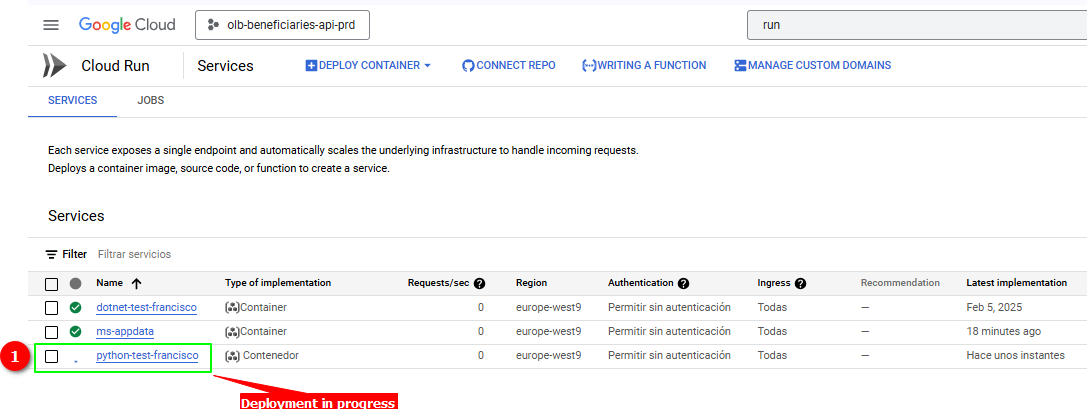 Google Cloud olb-beneficiaries-api-prd run
Cloud Run Services DEPLOY CONTAINER CONNECT REPO WRITING A FUNCTION MANAGE CUSTOM DOMAINS
SERVICES JOBS
Each service exposes a single endpoint and automatically scales the underlying infrastructure to handle incoming requests.
Deploys a container image, source code, or function to create a service.
Services
Filter Filtrar servicios
Name Type of implementation Requests/sec Region Authentication Ingress Recommendation Latest implementation
dotnet-test-francisco Container 0 europe-west9 Permitir sin autenticación Todas — Feb 5, 2025
ms-appdata Container 0 europe-west9 Permitir sin autenticación Todas — 18 minutes ago
1 python-test-francisco Contenedor 0 europe-west9 Permitir sin autenticación Todas — Hace unos instantes
Deployment in progress